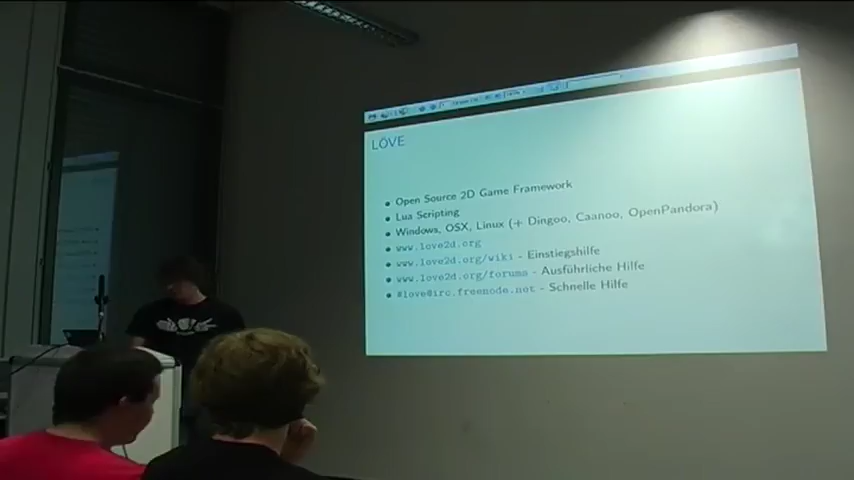 LÖVE
Open Source 2D Game Framework
Lua Scripting
Windows, OSX, Linux (+ Dingoo, Caanoo, OpenPandora)
www.love2d.org
www.love2d.org/wiki - Einstiegshilfe
www.love2d.org/forums - Ausführliche Hilfe
#love@irc.freenode.net - Schnelle Hilfe